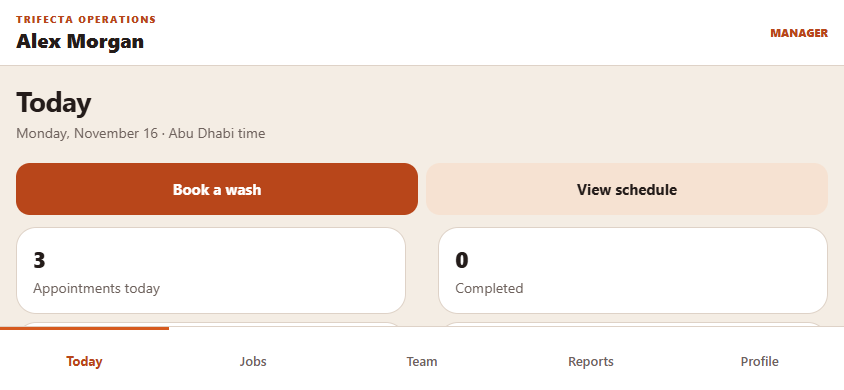 TRIFECTA OPERATIONS
Alex Morgan
MANAGER
Today
Monday, November 16 · Abu Dhabi time
Book a wash
View schedule
3
Appointments today
0
Completed
Today
Jobs
Team
Reports
Profile